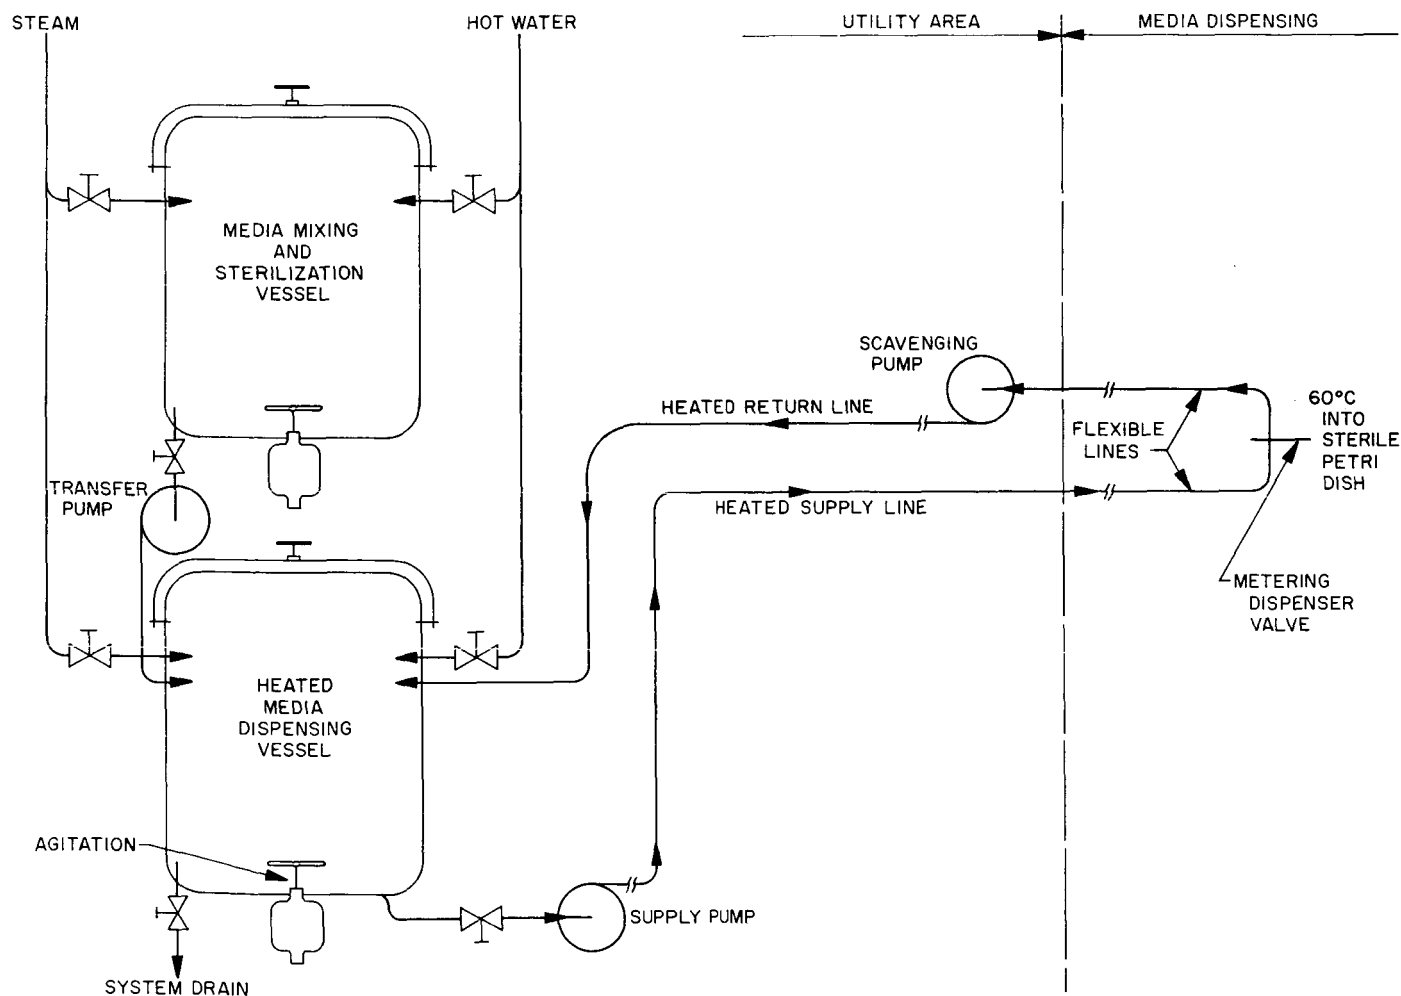 STEAM
HOT WATER
UTILITY AREA
MEDIA DISPENSING
MEDIA MIXING
AND
STERILIZATION
VESSEL
SCAVENGING
PUMP
HEATED RETURN LINE
FLEXIBLE
LINES
60°C
INTO
STERILE
PETRI
DISH
TRANSFER
PUMP
HEATED SUPPLY LINE
METERING
DISPENSER
VALVE
HEATED
MEDIA
DISPENSING
VESSEL
AGITATION
SUPPLY PUMP
SYSTEM DRAIN